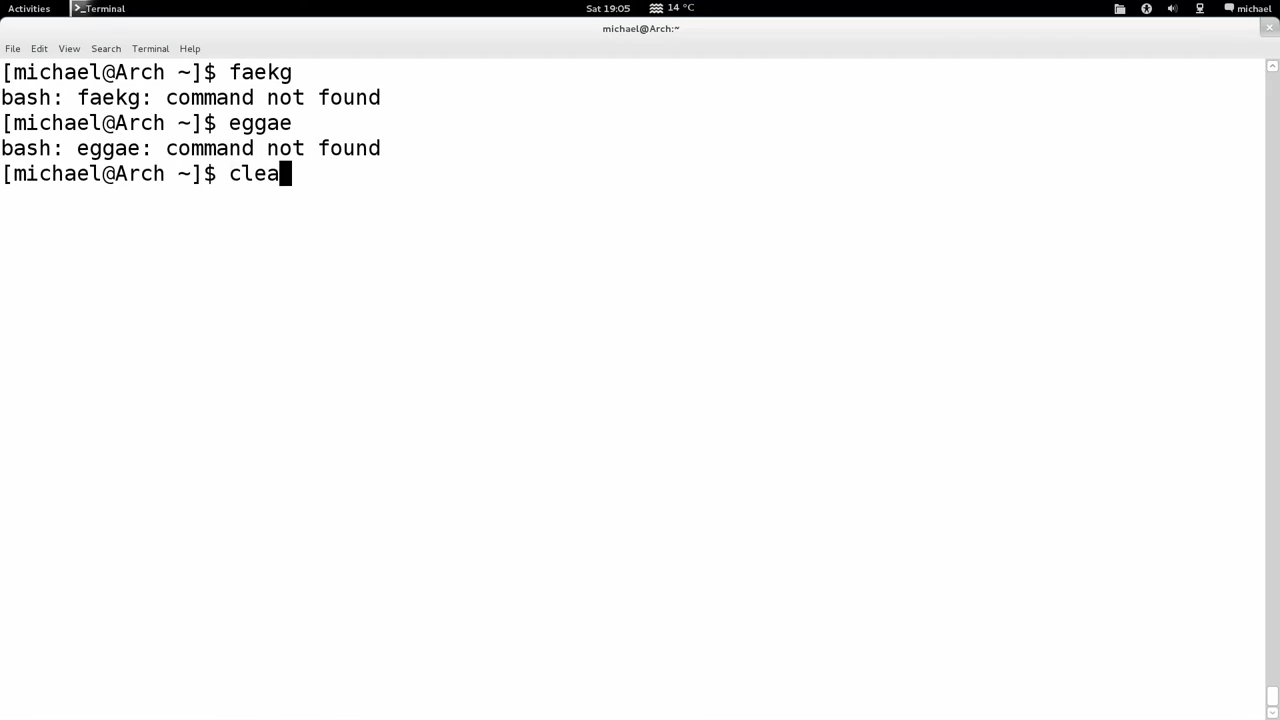 Activities Terminal Sat 19:05 14 °C michael
michael@Arch:~
File Edit View Search Terminal Help
[michael@Arch ~]$ faekg
bash: faekg: command not found
[michael@Arch ~]$ eggae
bash: eggae: command not found
[michael@Arch ~]$ clea